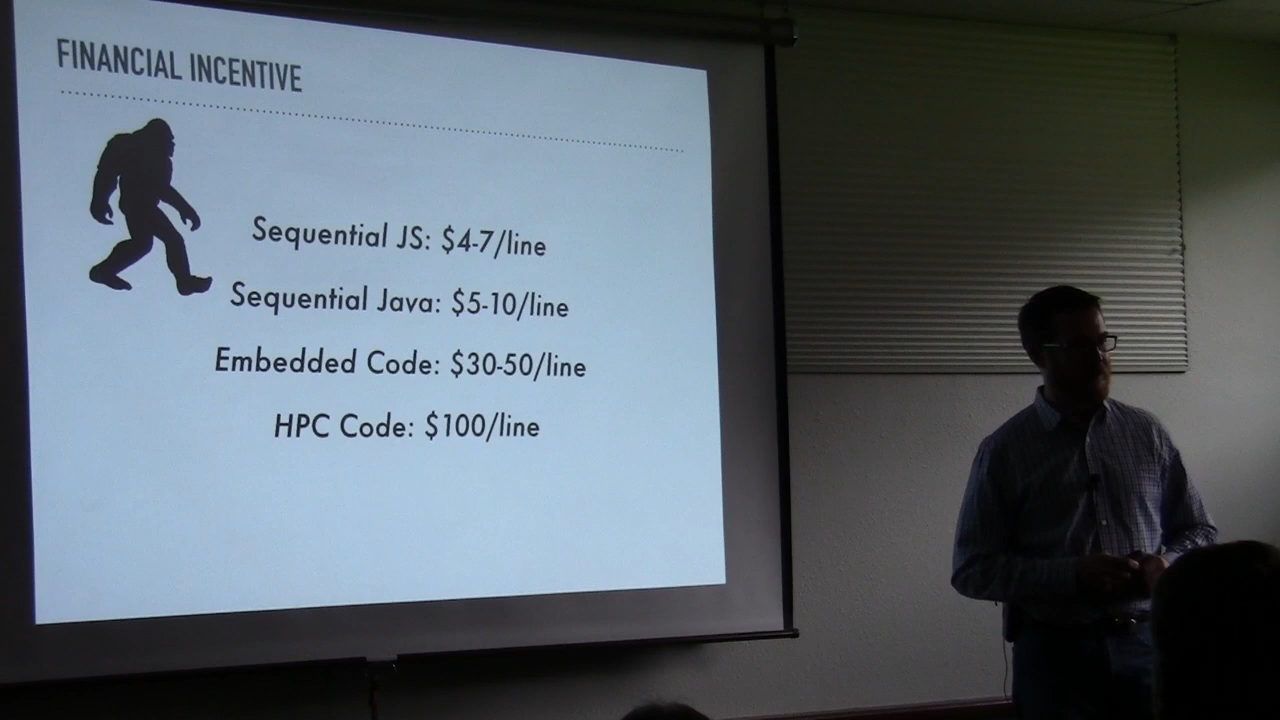 FINANCIAL INCENTIVE
Sequential JS: $4-7/line
Sequential Java: $5-10/line
Embedded Code: $30-50/line
HPC Code: $100/line